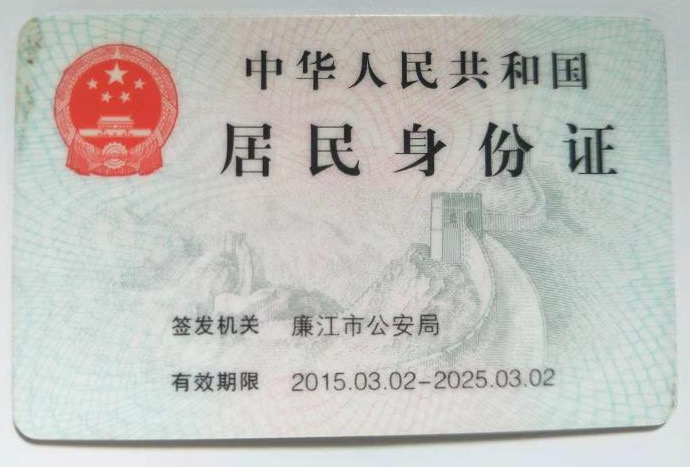 中华人民共和国
居民身份证
签发机关 廉江市公安局
有效期限 2015.03.02-2025.03.02